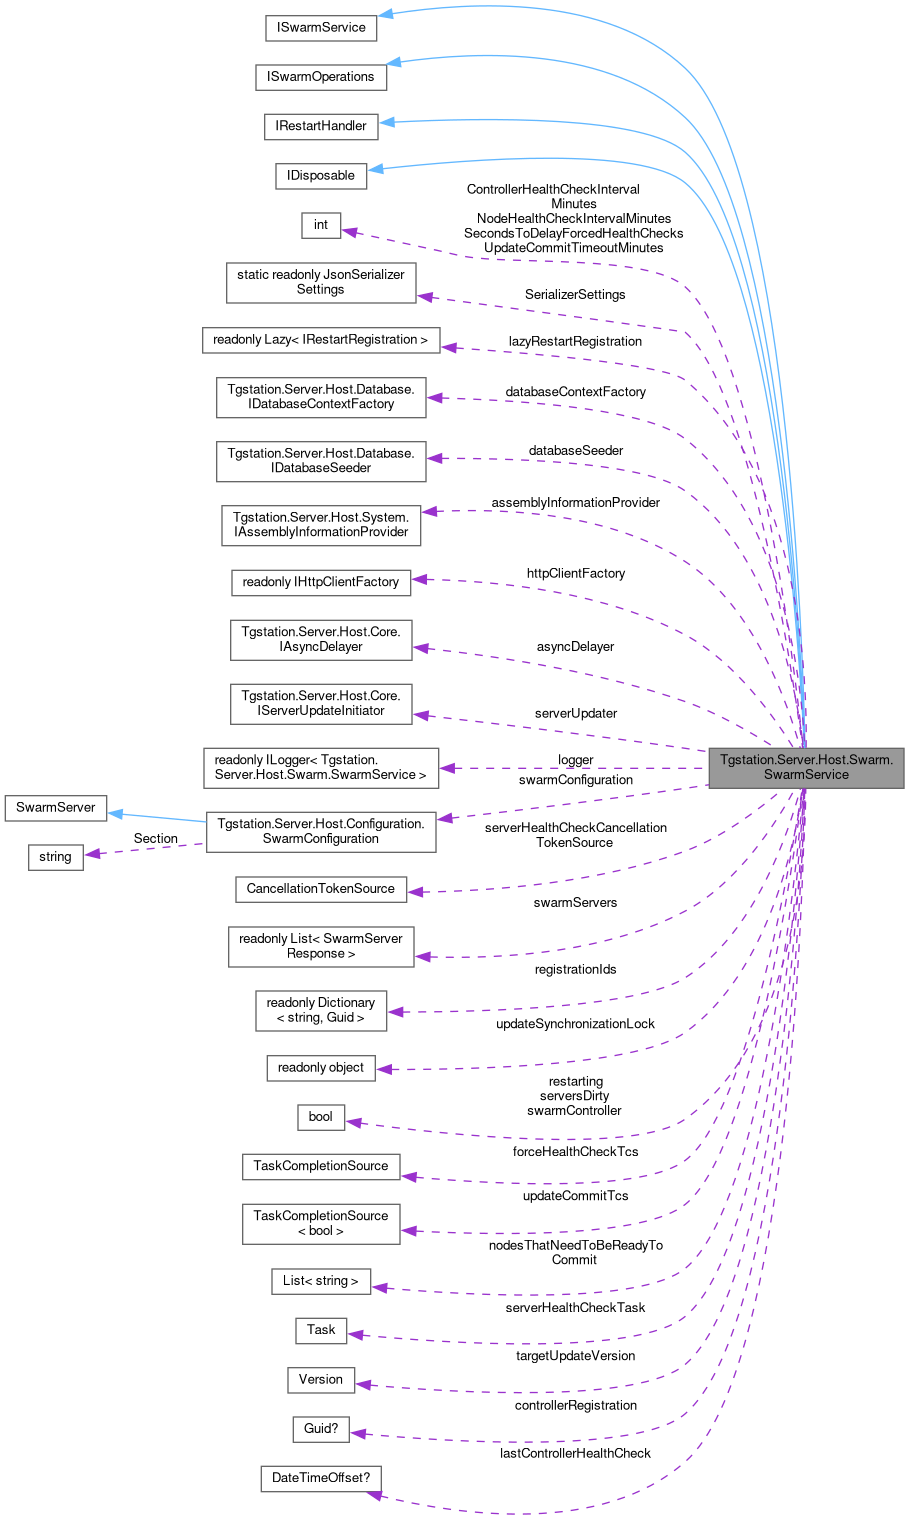 ISwarmService
ISwarmOperations
IRestartHandler
IDisposable
ControllerHealthCheckInterval
Minutes
NodeHealthCheckIntervalMinutes
SecondsToDelayForcedHealthChecks
UpdateCommitTimeoutMinutes
int
static readonly JsonSerializer
Settings
SerializerSettings
readonly Lazy< IRestartRegistration >
lazyRestartRegistration
Tgstation.Server.Host.Database.
IDatabaseContextFactory
databaseContextFactory
Tgstation.Server.Host.Database.
IDatabaseSeeder
databaseSeeder
Tgstation.Server.Host.System.
IAssemblyInformationProvider
assemblyInformationProvider
readonly IHttpClientFactory
httpClientFactory
Tgstation.Server.Host.Core.
IAsyncDelayer
asyncDelayer
Tgstation.Server.Host.Core.
IServerUpdateInitiator
serverUpdater
readonly ILogger< Tgstation.
Server.Host.Swarm.SwarmService >
logger
Tgstation.Server.Host.Swarm.
SwarmService
swarmConfiguration
SwarmServer
Tgstation.Server.Host.Configuration.
SwarmConfiguration
Section
string
serverHealthCheckCancellation
TokenSource
CancellationTokenSource
swarmServers
readonly List< SwarmServer
Response >
registrationIds
readonly Dictionary
< string, Guid >
updateSynchronizationLock
readonly object
restarting
serversDirty
swarmController
bool
forceHealthCheckTcs
TaskCompletionSource
updateCommitTcs
TaskCompletionSource
< bool >
nodesThatNeedToBeReadyTo
Commit
List< string >
serverHealthCheckTask
Task
targetUpdateVersion
Version
controllerRegistration
Guid?
lastControllerHealthCheck
DateTimeOffset?